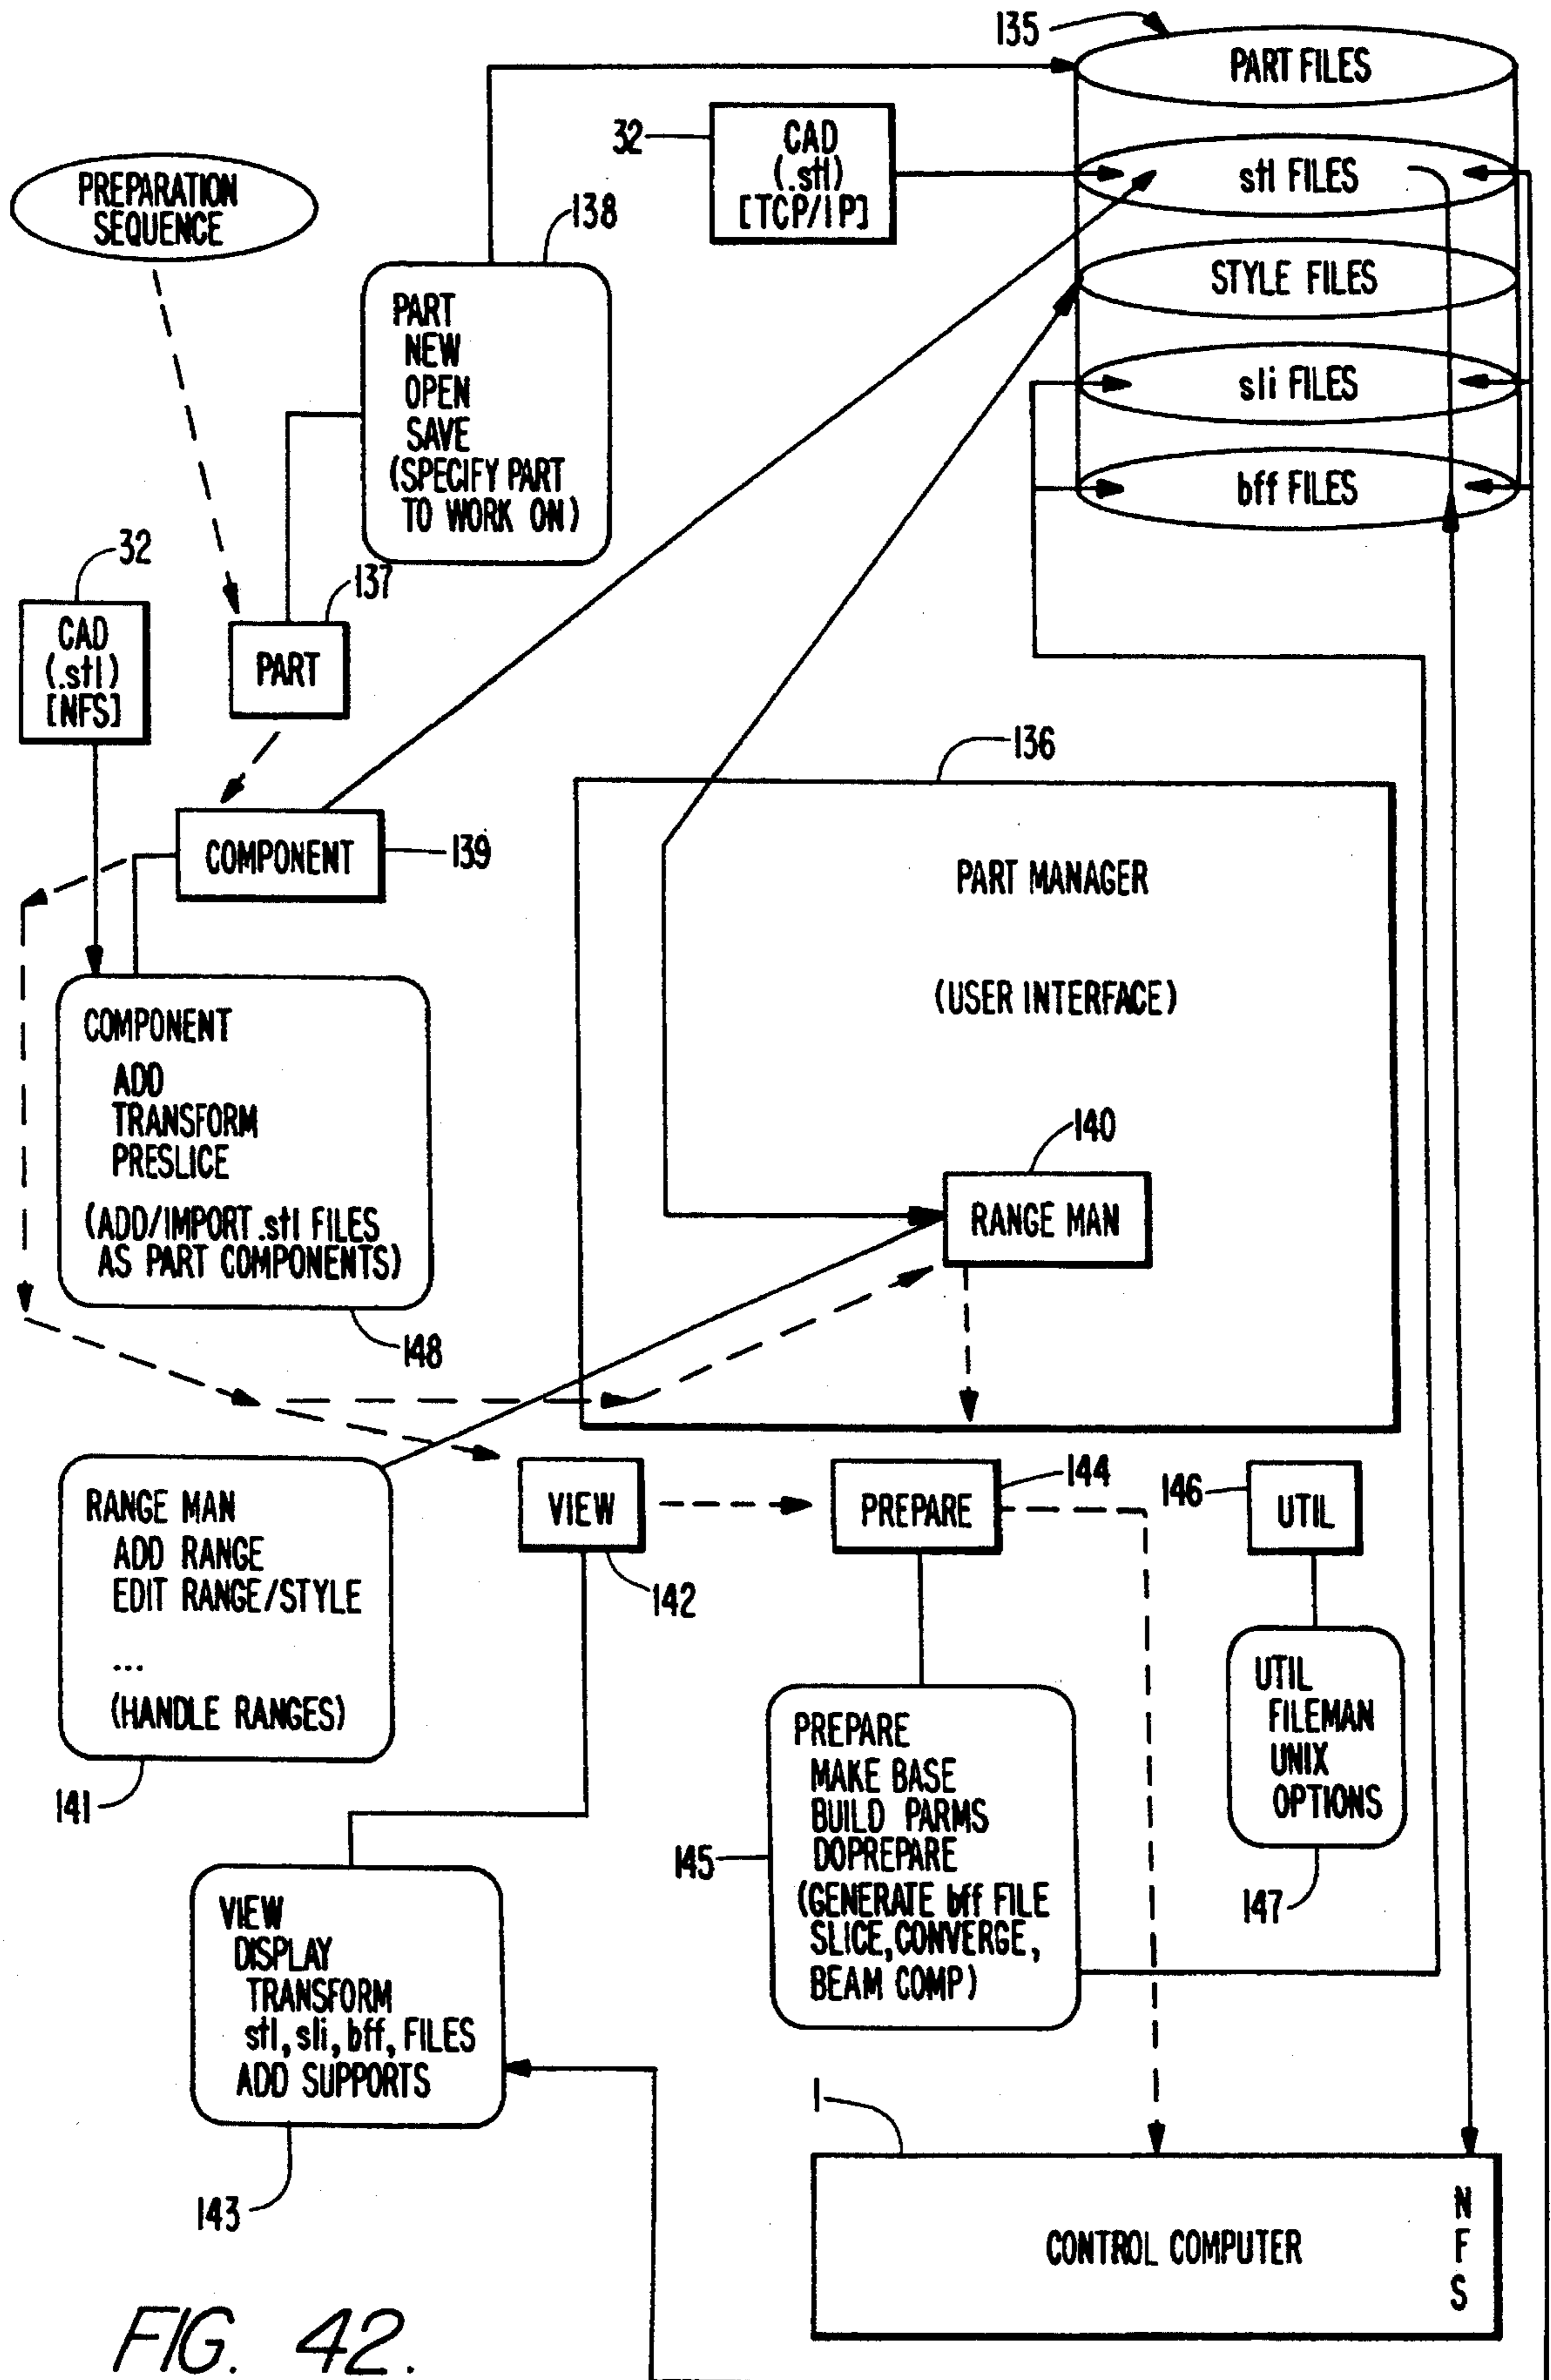 135
PART FILES
32
CAD
(.stl)
[TCP/IP]
stl FILES
STYLE FILES
sli FILES
bff FILES
PREPARATION
SEQUENCE
138
PART
NEW
OPEN
SAVE
(SPECIFY PART
TO WORK ON)
32
CAD
(.stl)
[NFS]
137
PART
COMPONENT
139
136
PART MANAGER
(USER INTERFACE)
140
RANGE MAN
COMPONENT
ADD
TRANSFORM
PRESLICE
(ADD/IMPORT .stl FILES
AS PART COMPONENTS)
148
RANGE MAN
ADD RANGE
EDIT RANGE/STYLE
...
(HANDLE RANGES)
141
VIEW
142
PREPARE
144
146
UTIL
UTIL
FILEMAN
UNIX
OPTIONS
147
PREPARE
MAKE BASE
BUILD PARMS
DOPREPARE
(GENERATE bff FILE
SLICE, CONVERGE,
BEAM COMP)
145
VIEW
DISPLAY
TRANSFORM
stl, sli, bff, FILES
ADD SUPPORTS
143
1
CONTROL COMPUTER
N
F
S
FIG. 42.